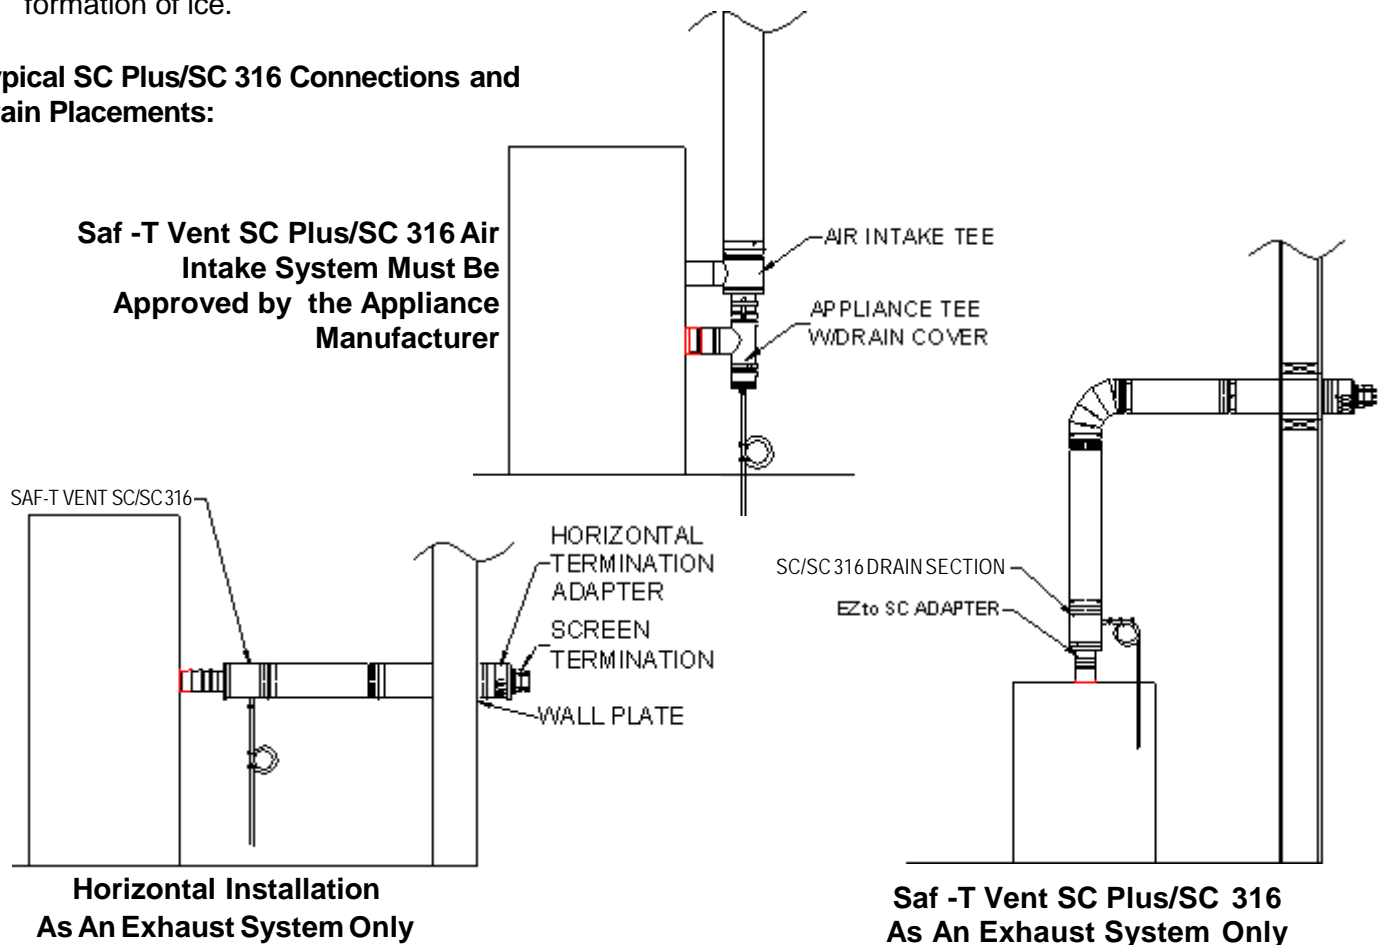 formation of ice.
ypical SC Plus/SC 316 Connections and
ain Placements:
Saf -T Vent SC Plus/SC 316 Air
Intake System Must Be
Approved by the Appliance
Manufacturer
AIR INTAKE TEE
APPLIANCE TEE
W/DRAIN COVER
SAF-T VENT SC/SC316
HORIZONTAL
TERMINATION
ADAPTER
SCREEN
TERMINATION
WALL PLATE
Horizontal Installation
As An Exhaust System Only
SC/SC 316 DRAIN SECTION
EZ to SC ADAPTER
Saf -T Vent SC Plus/SC 316
As An Exhaust System Only